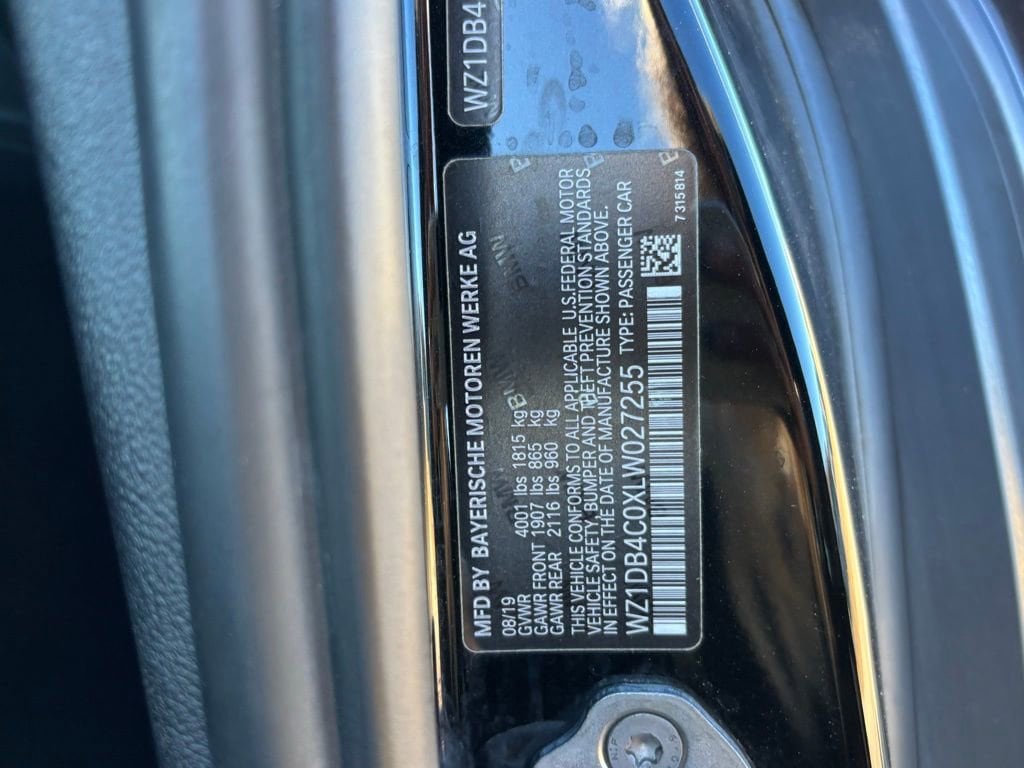 WZ1DB4
MFD BY BAYERISCHE MOTOREN WERKE AG
08/19
GVWR 4001 lbs 1815 kg
GAWR FRONT 1907 lbs 865 kg
GAWR REAR 2116 lbs 960 kg
THIS VEHICLE CONFORMS TO ALL APPLICABLE U.S.FEDERAL MOTOR
VEHICLE SAFETY, BUMPER AND THEFT PREVENTION STANDARDS
IN EFFECT ON THE DATE OF MANUFACTURE SHOWN ABOVE.
WZ1DB4C0XLW027255 TYPE: PASSENGER CAR
7 315 814
BMW
BMW